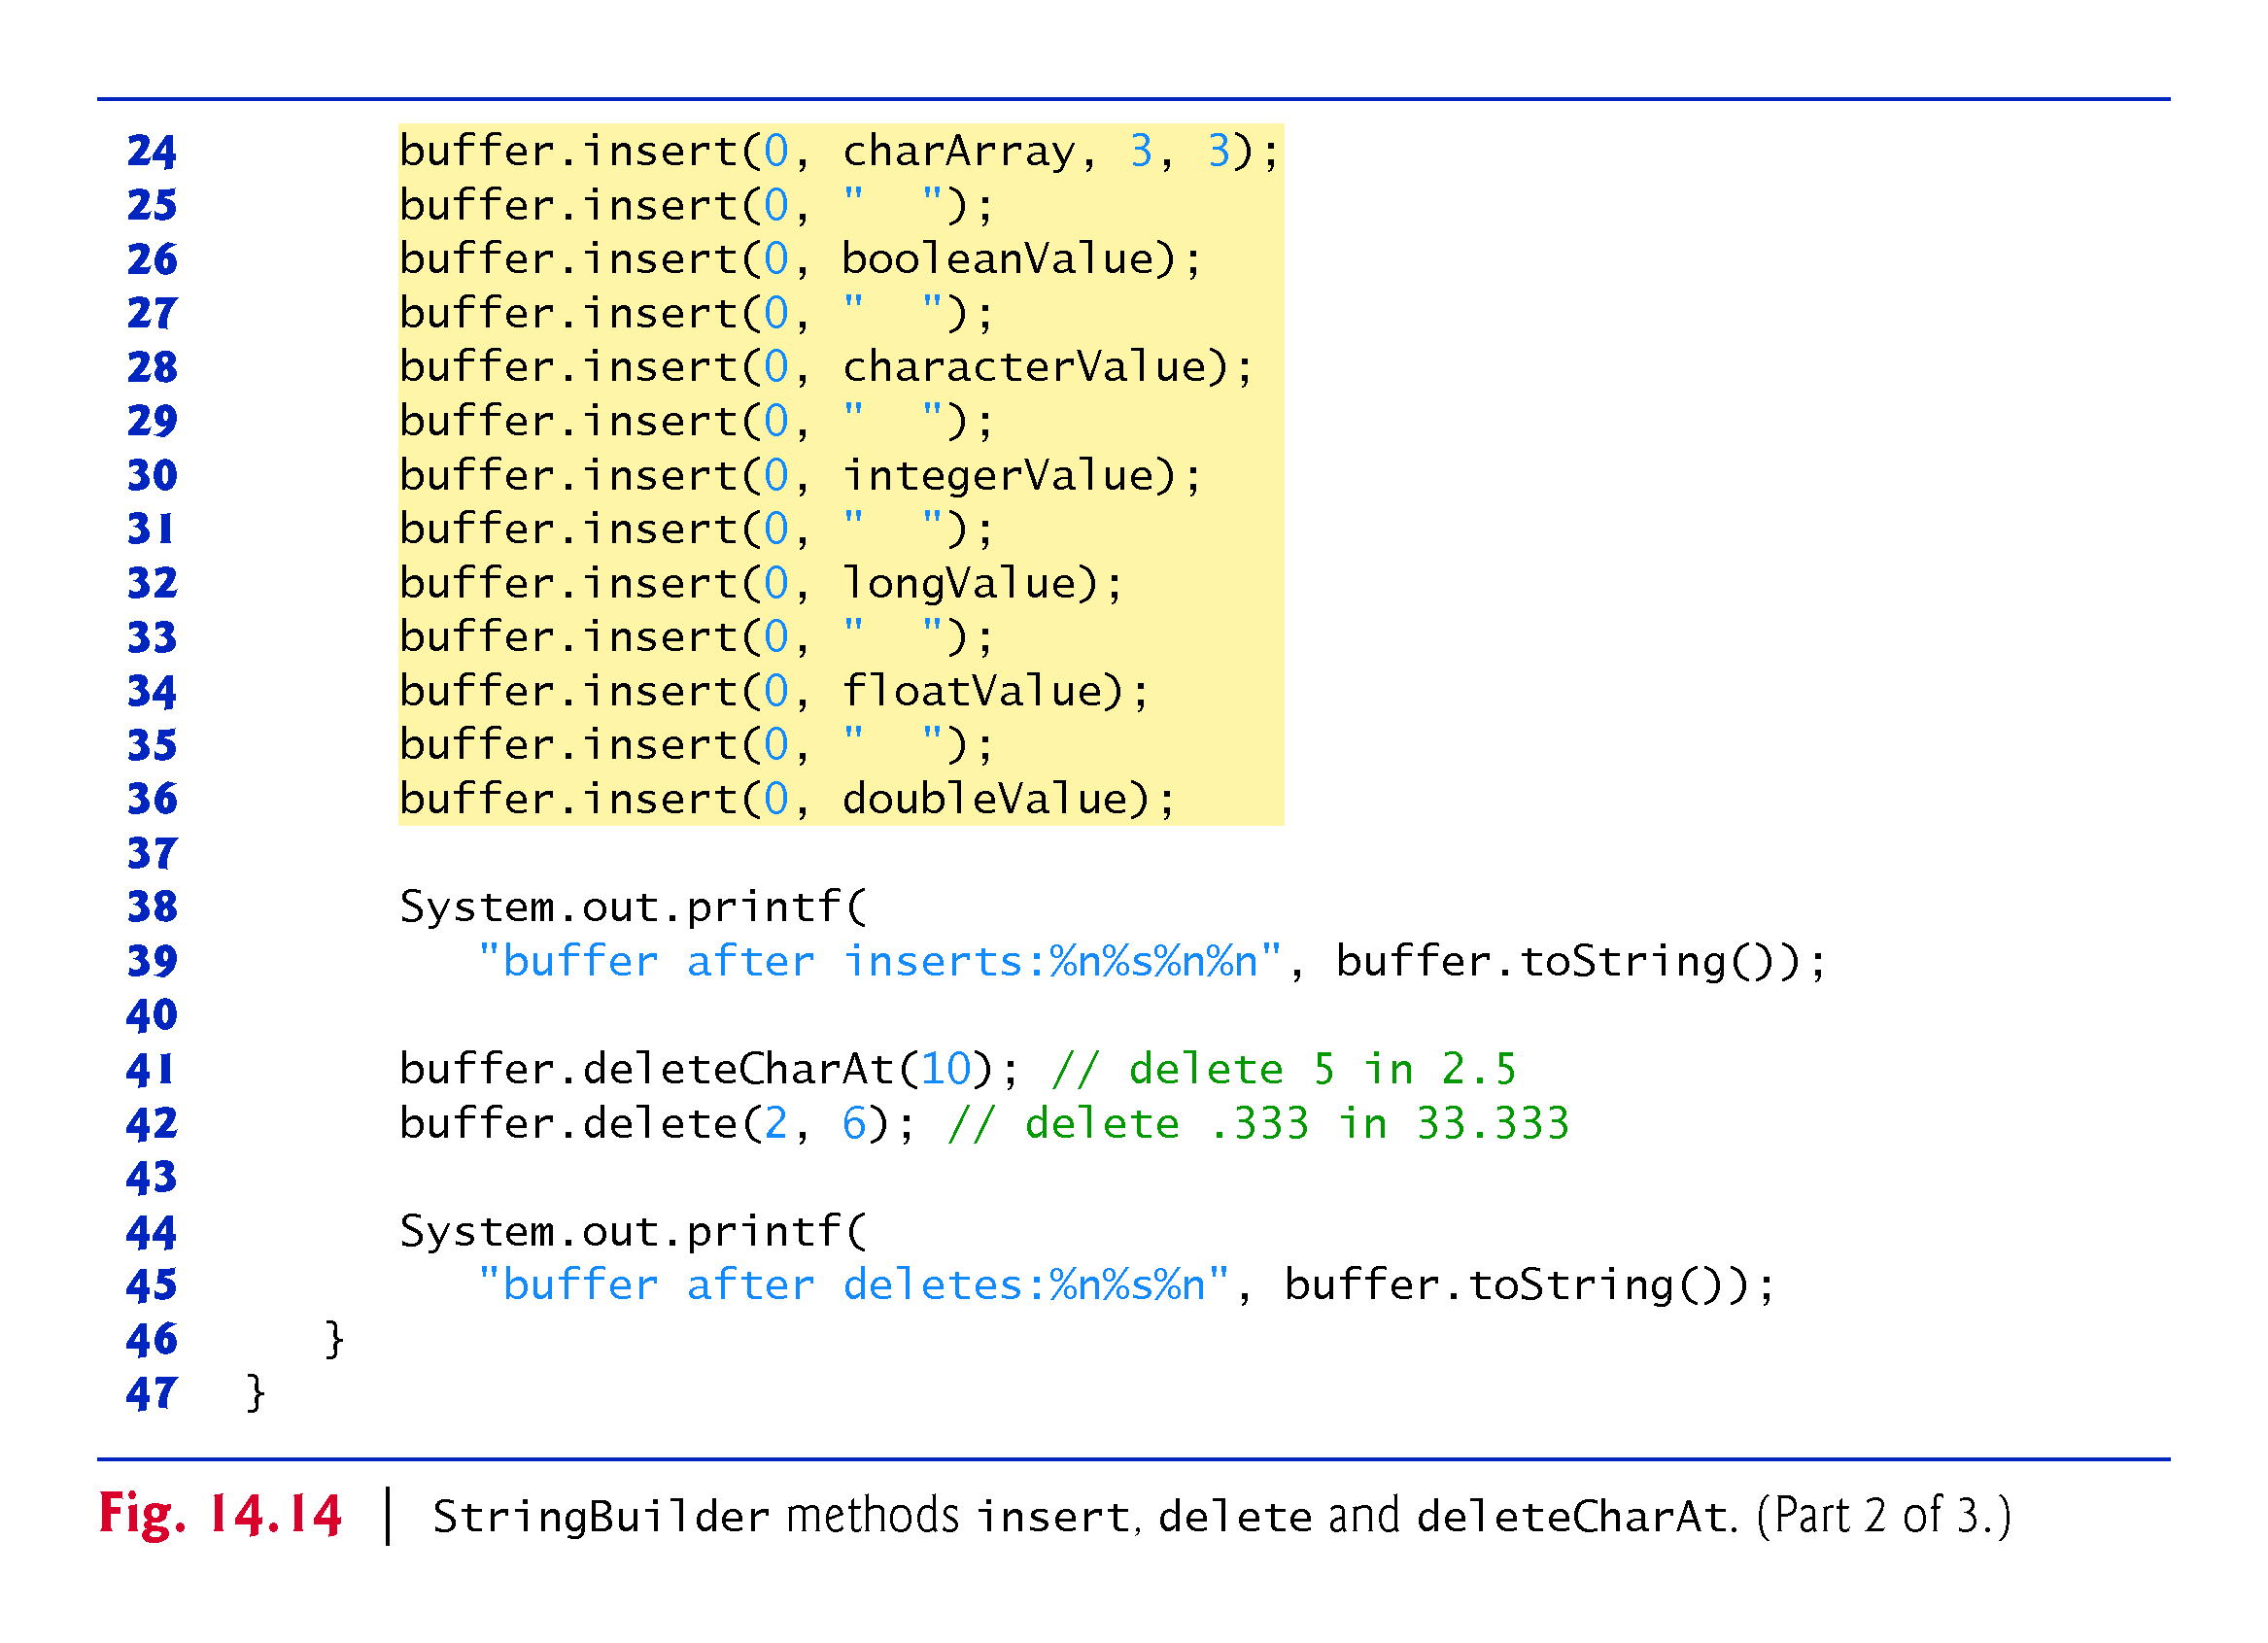 24 buffer.insert(0, charArray, 3, 3);
25 buffer.insert(0, "  ");
26 buffer.insert(0, booleanValue);
27 buffer.insert(0, "  ");
28 buffer.insert(0, characterValue);
29 buffer.insert(0, "  ");
30 buffer.insert(0, integerValue);
31 buffer.insert(0, "  ");
32 buffer.insert(0, longValue);
33 buffer.insert(0, "  ");
34 buffer.insert(0, floatValue);
35 buffer.insert(0, "  ");
36 buffer.insert(0, doubleValue);
37
38 System.out.printf(
39 "buffer after inserts:%n%s%n%n", buffer.toString());
40
41 buffer.deleteCharAt(10); // delete 5 in 2.5
42 buffer.delete(2, 6); // delete .333 in 33.333
43
44 System.out.printf(
45 "buffer after deletes:%n%s%n", buffer.toString());
46 }
47 }
Fig. 14.14 | StringBuilder methods insert, delete and deleteCharAt. (Part 2 of 3.)